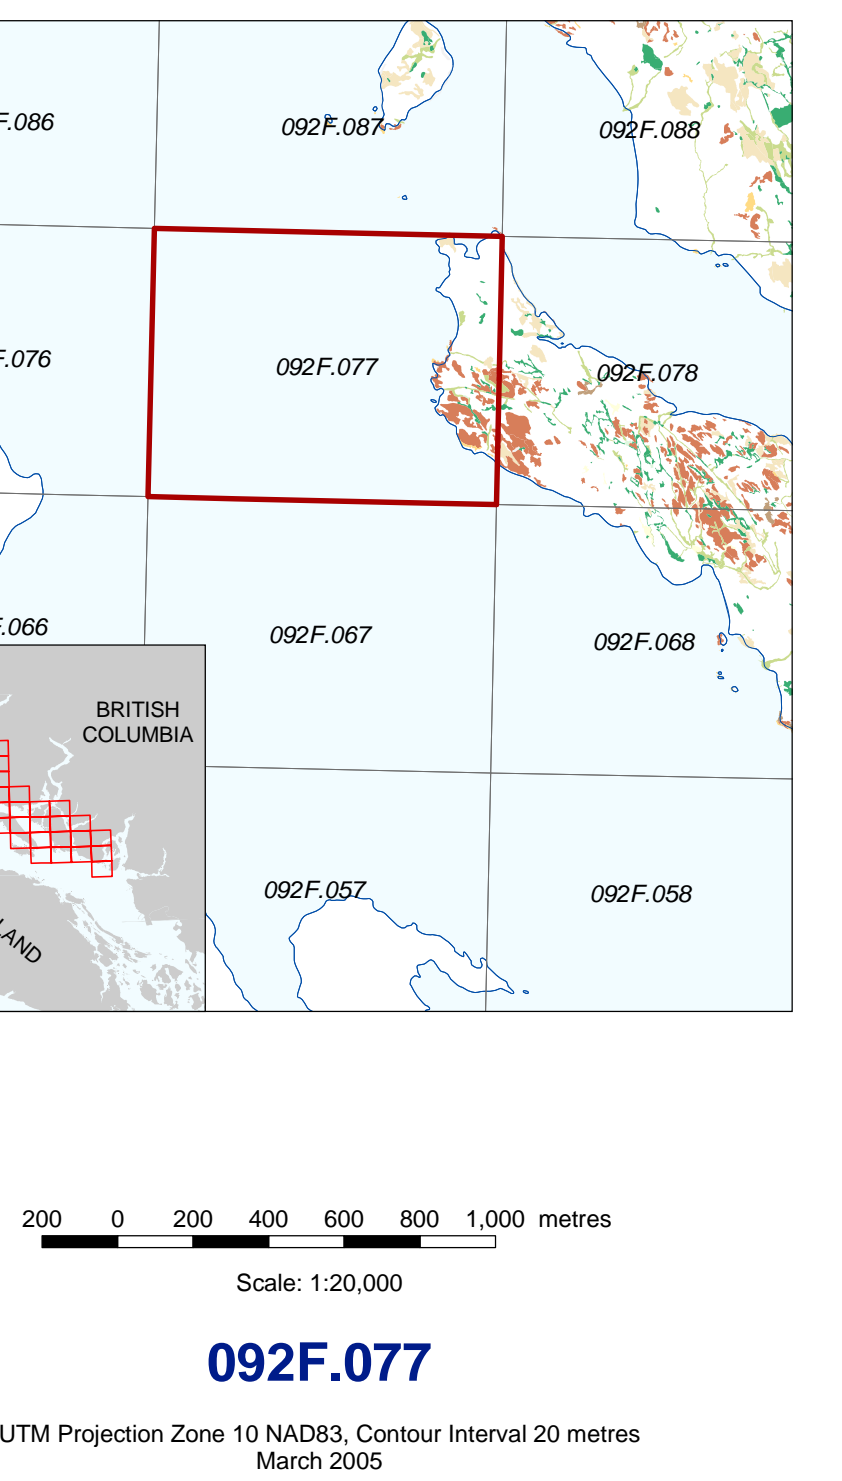 F.086
092F.087
092F.088
F.076
092F.077
092F.078
F.066
092F.067
092F.068
BRITISH
COLUMBIA
LAND
092F.057
092F.058
200 0 200 400 600 800 1,000 metres
Scale: 1:20,000
092F.077
UTM Projection Zone 10 NAD83, Contour Interval 20 metres
March 2005